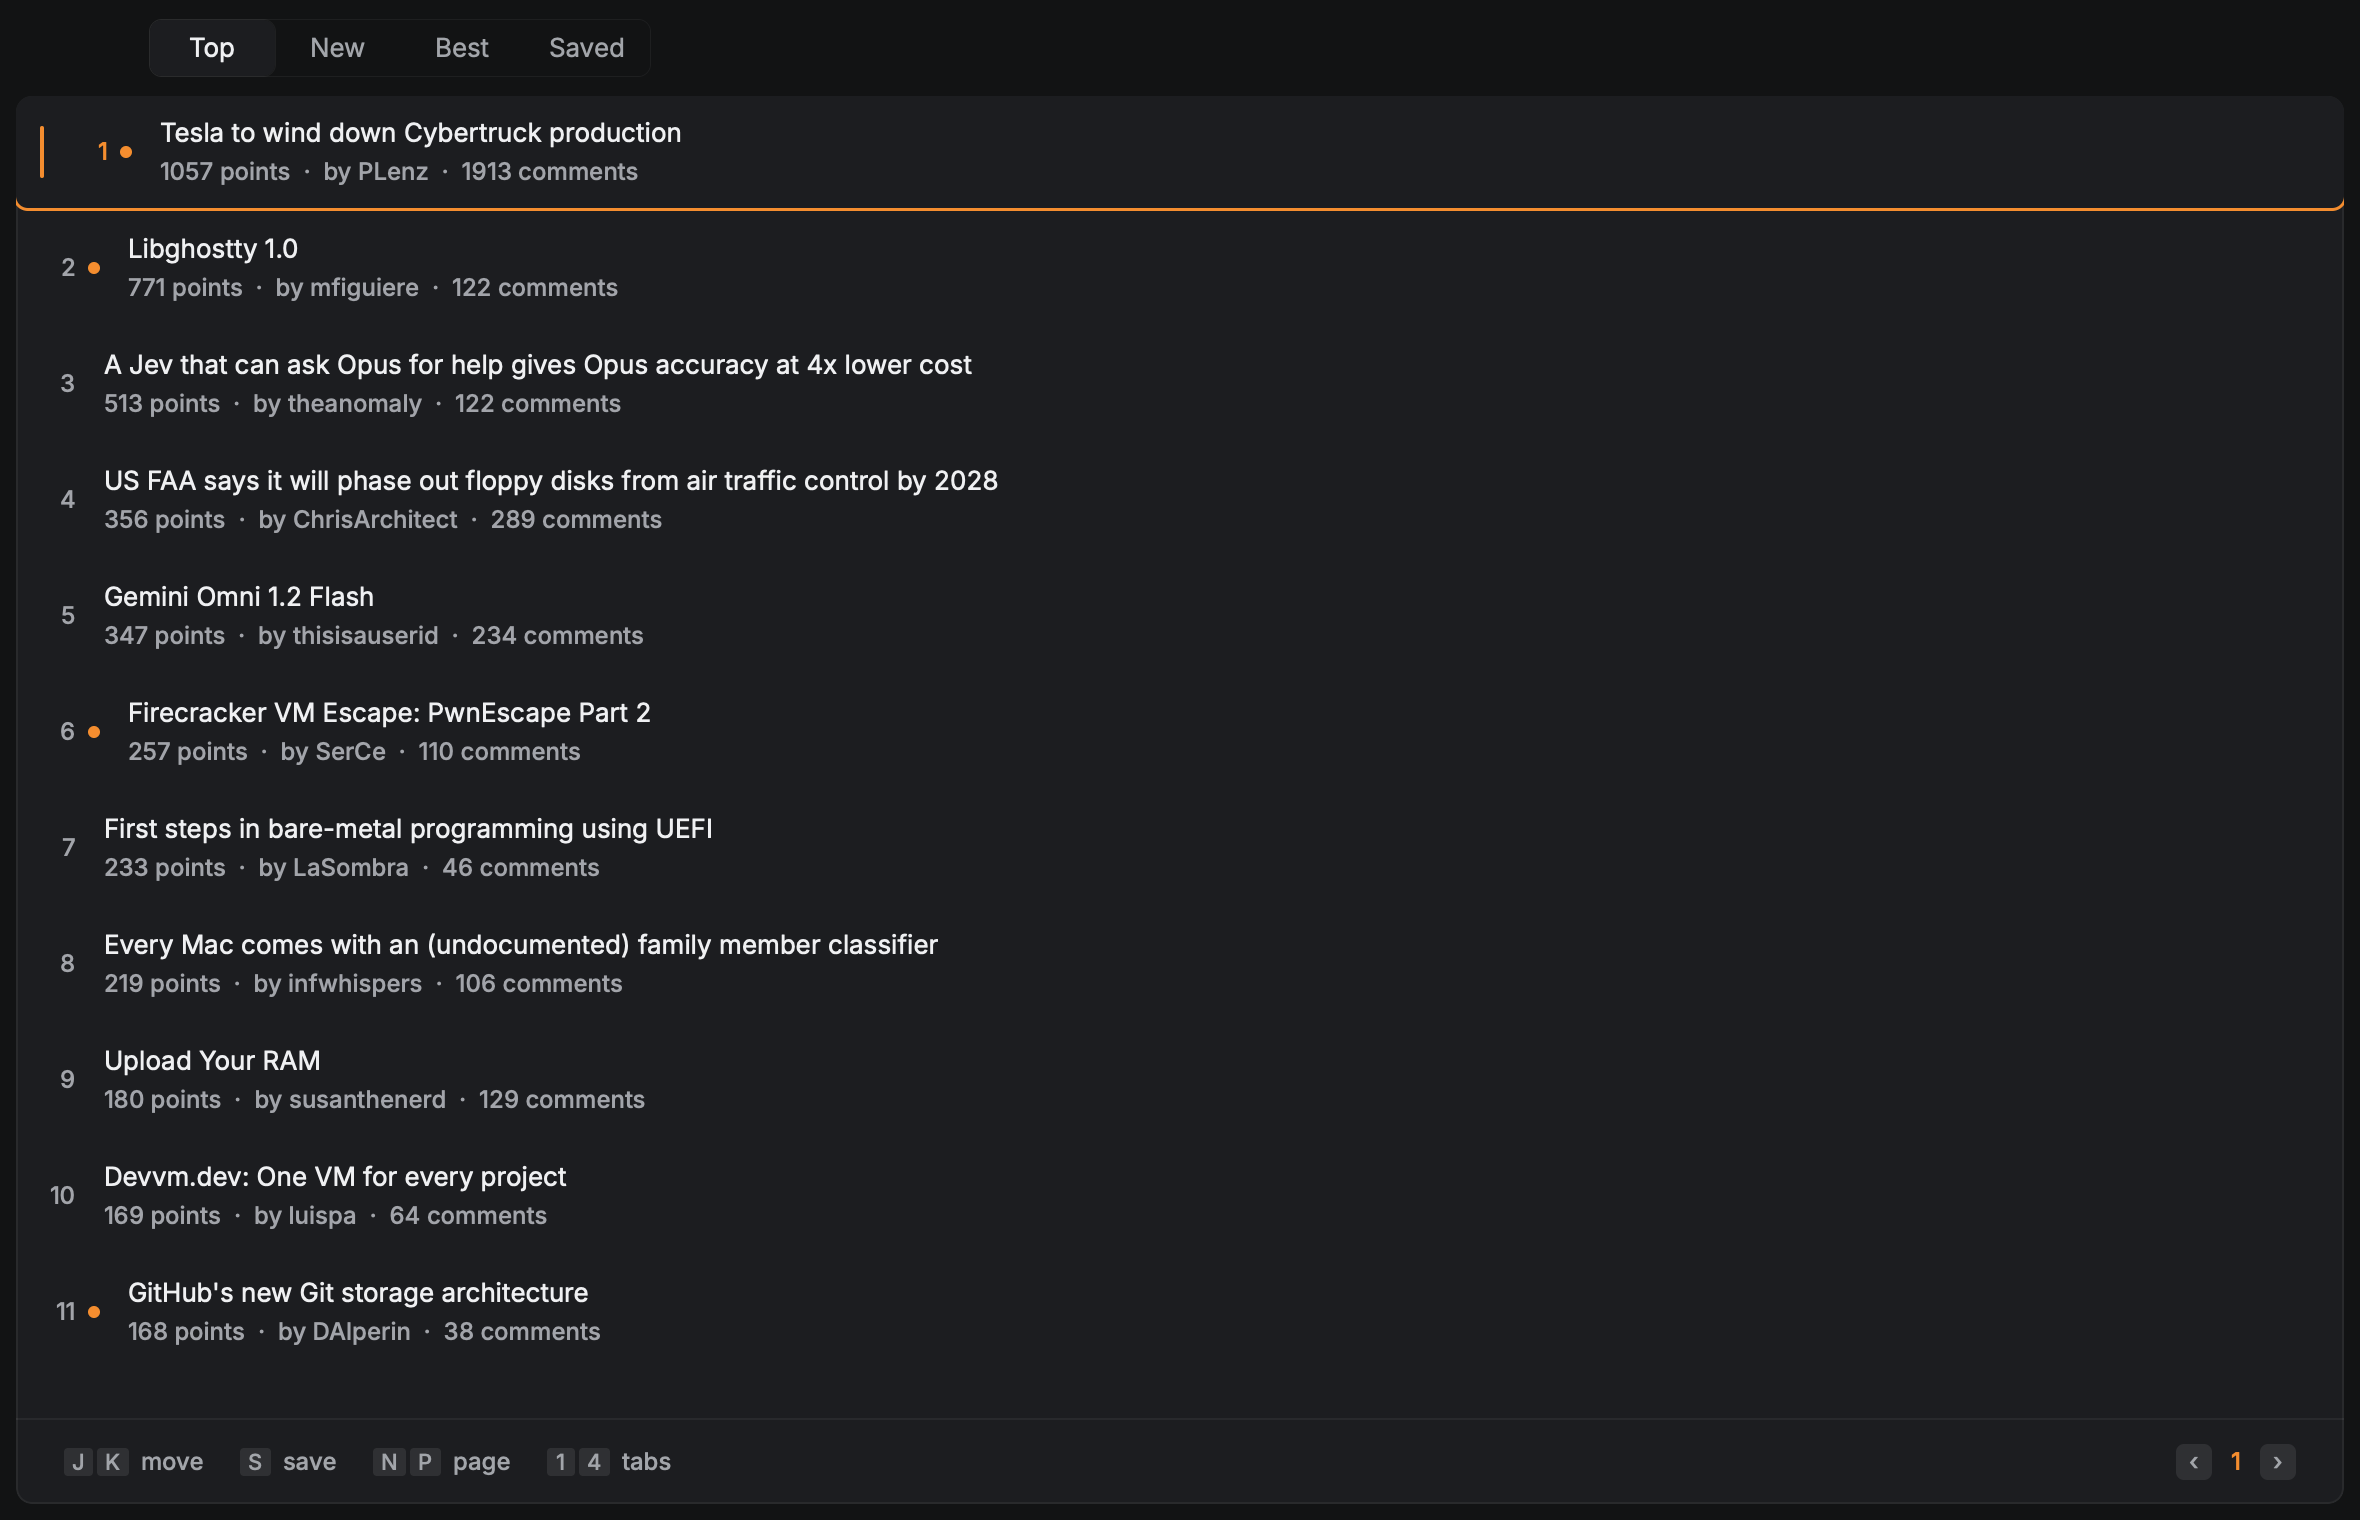 Top New Best Saved
1 Tesla to wind down Cybertruck production
1057 points · by PLenz · 1913 comments
2 Libghostty 1.0
771 points · by mfiguiere · 122 comments
3 A Jev that can ask Opus for help gives Opus accuracy at 4x lower cost
513 points · by theanomaly · 122 comments
4 US FAA says it will phase out floppy disks from air traffic control by 2028
356 points · by ChrisArchitect · 289 comments
5 Gemini Omni 1.2 Flash
347 points · by thisisauserid · 234 comments
6 Firecracker VM Escape: PwnEscape Part 2
257 points · by SerCe · 110 comments
7 First steps in bare-metal programming using UEFI
233 points · by LaSombra · 46 comments
8 Every Mac comes with an (undocumented) family member classifier
219 points · by infwhispers · 106 comments
9 Upload Your RAM
180 points · by susanthenerd · 129 comments
10 Devvm.dev: One VM for every project
169 points · by luispa · 64 comments
11 GitHub's new Git storage architecture
168 points · by DAlperin · 38 comments
J K move S save N P page 1 4 tabs ‹ 1 ›